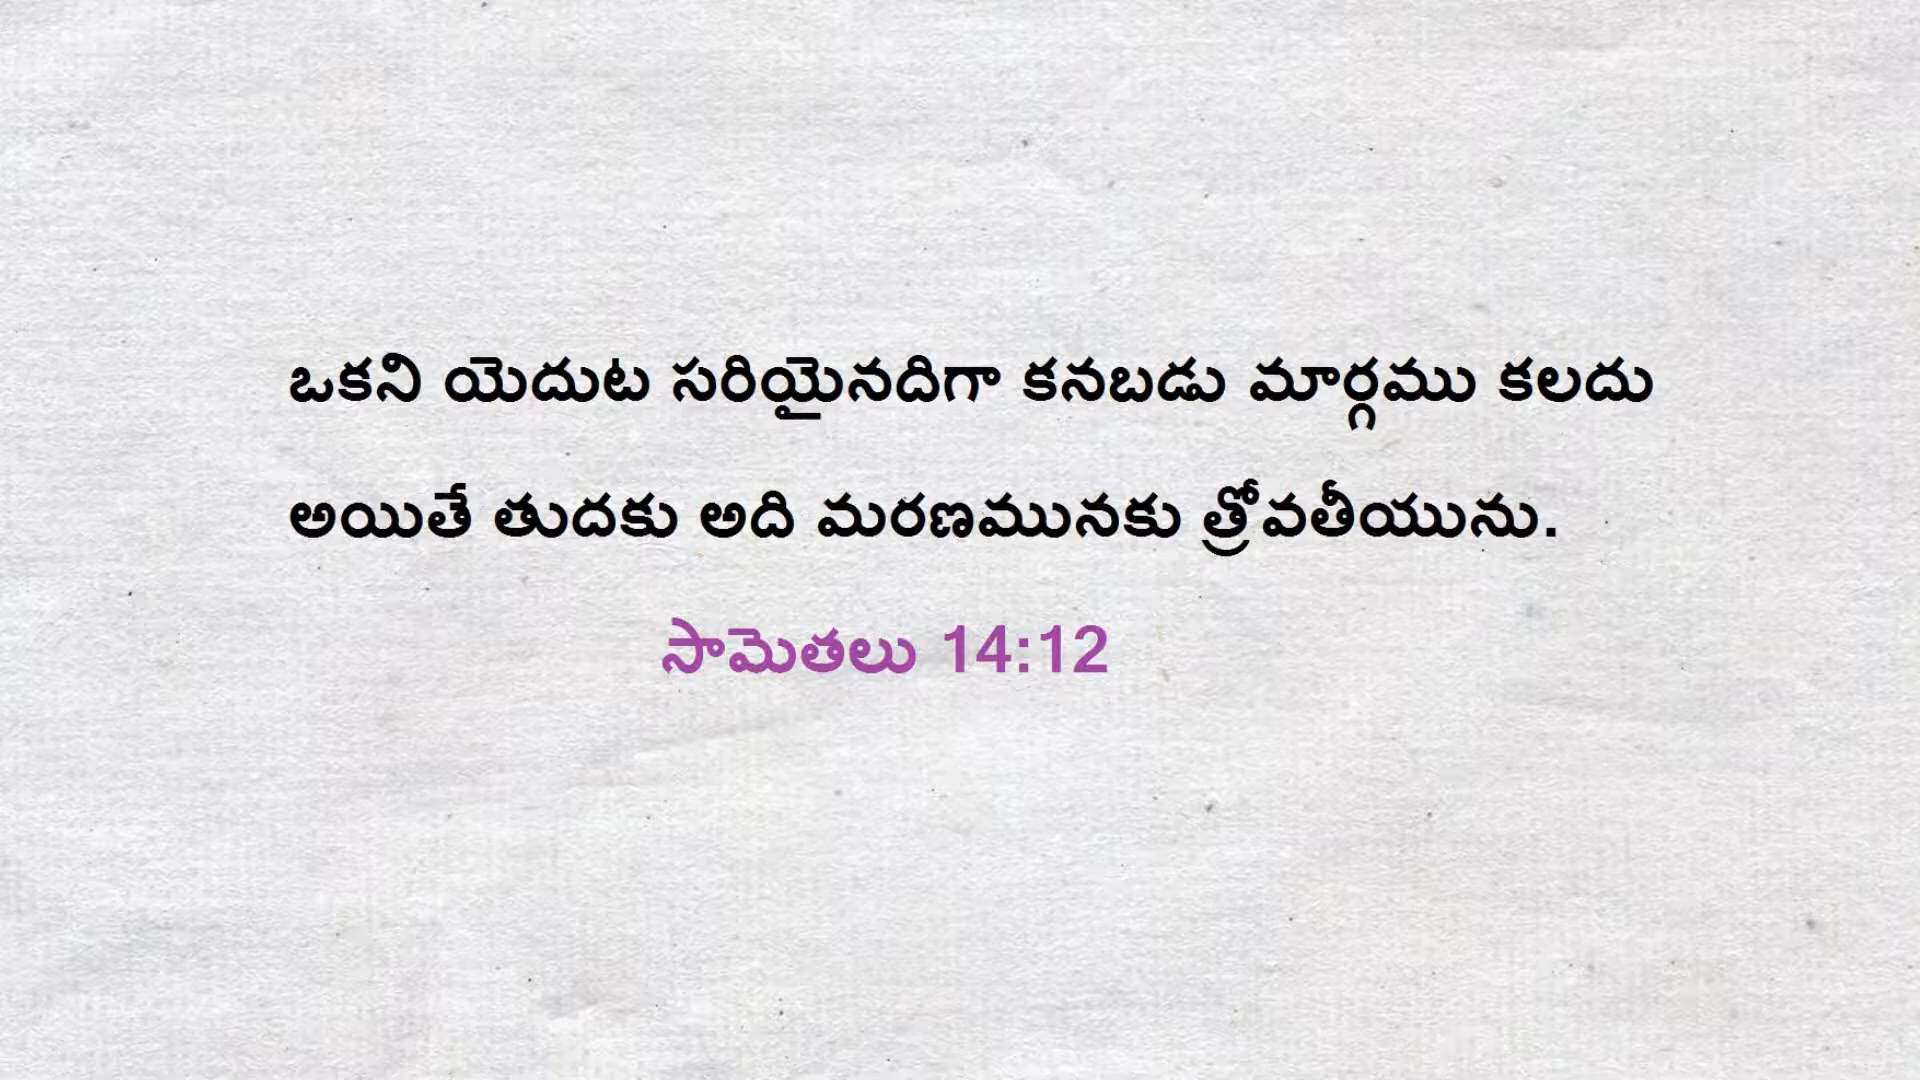 ఒకని యెదుట సరియైనదిగా కనబడు మార్గము కలదు
అయితే తుదకు అది మరణమునకు త్రోవతీయును.
సామెతలు 14:12